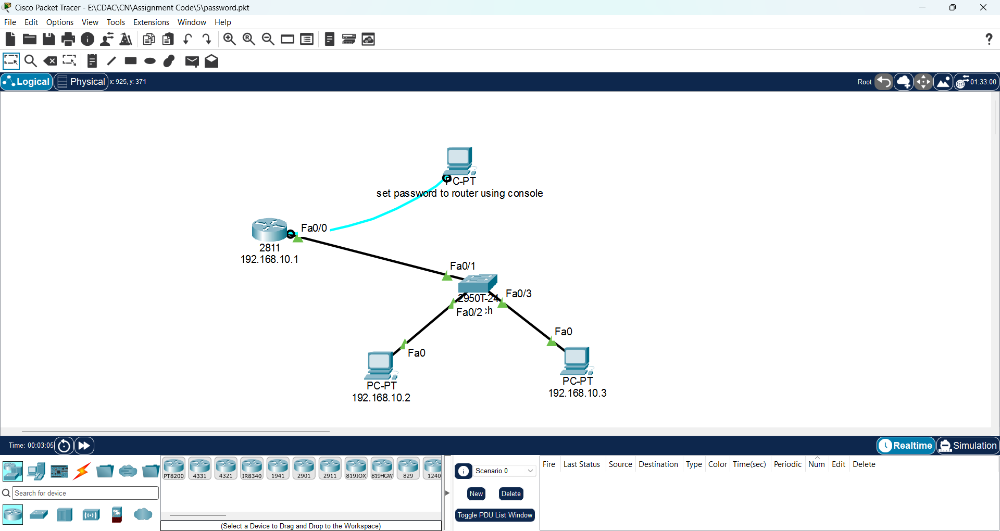 Cisco Packet Tracer - E:\CDAC\CN\Assignment Code\5\password.pkt
File Edit Options View Tools Extensions Window Help
Logical Physical x: 925, y: 371 Root 01:33:00
PC-PT
set password to router using console
Fa0/0
2811
192.168.10.1
Fa0/1
Fa0/3
2950T-24
Fa0/2 :h
Fa0
Fa0
PC-PT
192.168.10.2
PC-PT
192.168.10.3
Time: 00:03:05 Realtime Simulation
PT8200 4331 4321 IR8340 1941 2901 2911 819IOX 819HGW 829 1240
Search for device
(Select a Device to Drag and Drop to the Workspace)
Scenario 0
New Delete
Toggle PDU List Window
Fire Last Status Source Destination Type Color Time(sec) Periodic Num Edit Delete